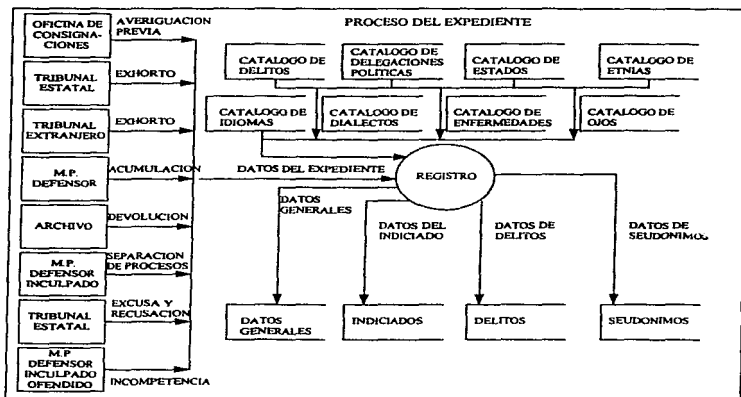 PROCESO DEL EXPEDIENTE
OFICINA DE
CONSIGNA-
CIONES
AVERIGUACION
PREVIA
TRIBUNAL
ESTATAL
EXHORTO
TRIBUNAL
EXTRANJERO
EXHORTO
M.P.
DEFENSOR
ACUMULACION
ARCHIVO
DEVOLUCION
M.P.
DEFENSOR
INCULPADO
SEPARACION
DE PROCESOS
TRIBUNAL
ESTATAL
EXCUSA Y
RECUSACION
M.P
DEFENSOR
INCULPADO
OFENDIDO
INCOMPETENCIA
CATALOGO DE
DELITOS
CATALOGO DE
DELEGACIONES
POLITICAS
CATALOGO DE
ESTADOS
CATALOGO DE
ETNIAS
CATALOGO DE
IDIOMAS
CATALOGO DE
DIALECTOS
CATALOGO DE
ENFERMEDADES
CATALOGO DE
OJOS
DATOS DEL EXPEDIENTE
REGISTRO
DATOS
GENERALES
DATOS DEL
INDICIADO
DATOS DE
DELITOS
DATOS DE
SEUDONIMOS
DATOS
GENERALES
INDICIADOS
DELITOS
SEUDONIMOS